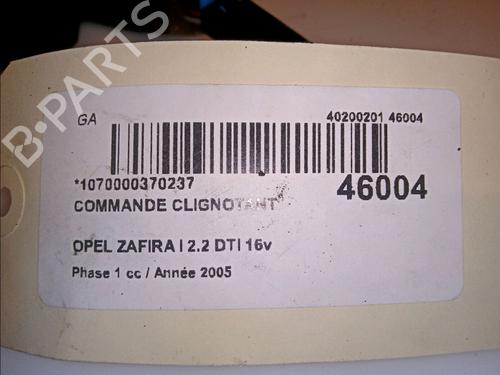 GA
40200201 46004
*1070000370237
46004
COMMANDE CLIGNOTANT
OPEL ZAFIRA I 2.2 DTI 16v
Phase 1 cc / Année 2005
B-PARTS